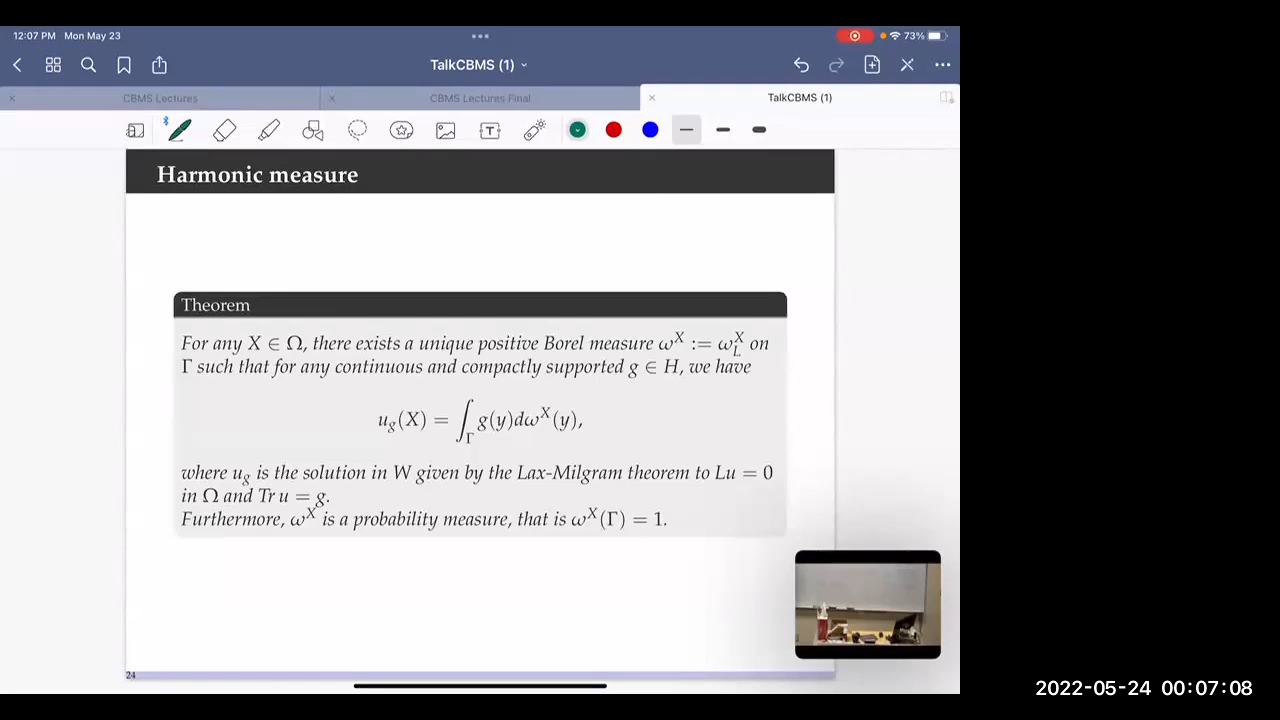 12:07 PM Mon May 23
73%
TalkCBMS (1)
CBMS Lectures
CBMS Lectures Final
TalkCBMS (1)
Harmonic measure
Theorem
For any X ∈ Ω, there exists a unique positive Borel measure ω^X := ω_L^X on
Γ such that for any continuous and compactly supported g ∈ H, we have
u_g(X) = ∫_Γ g(y)dω^X(y),
where u_g is the solution in W given by the Lax-Milgram theorem to Lu = 0
in Ω and Tr u = g.
Furthermore, ω^X is a probability measure, that is ω^X(Γ) = 1.
24
2022-05-24 00:07:08